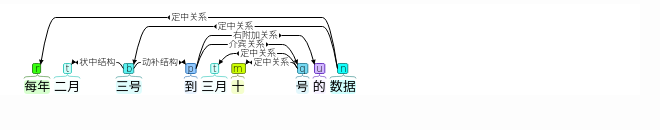 定中关系
定中关系
右附加关系
介宾关系
定中关系
状中结构 动补结构 定中关系
r t b p t m q u n
每年 二月 三号 到 三月 十 号 的 数据